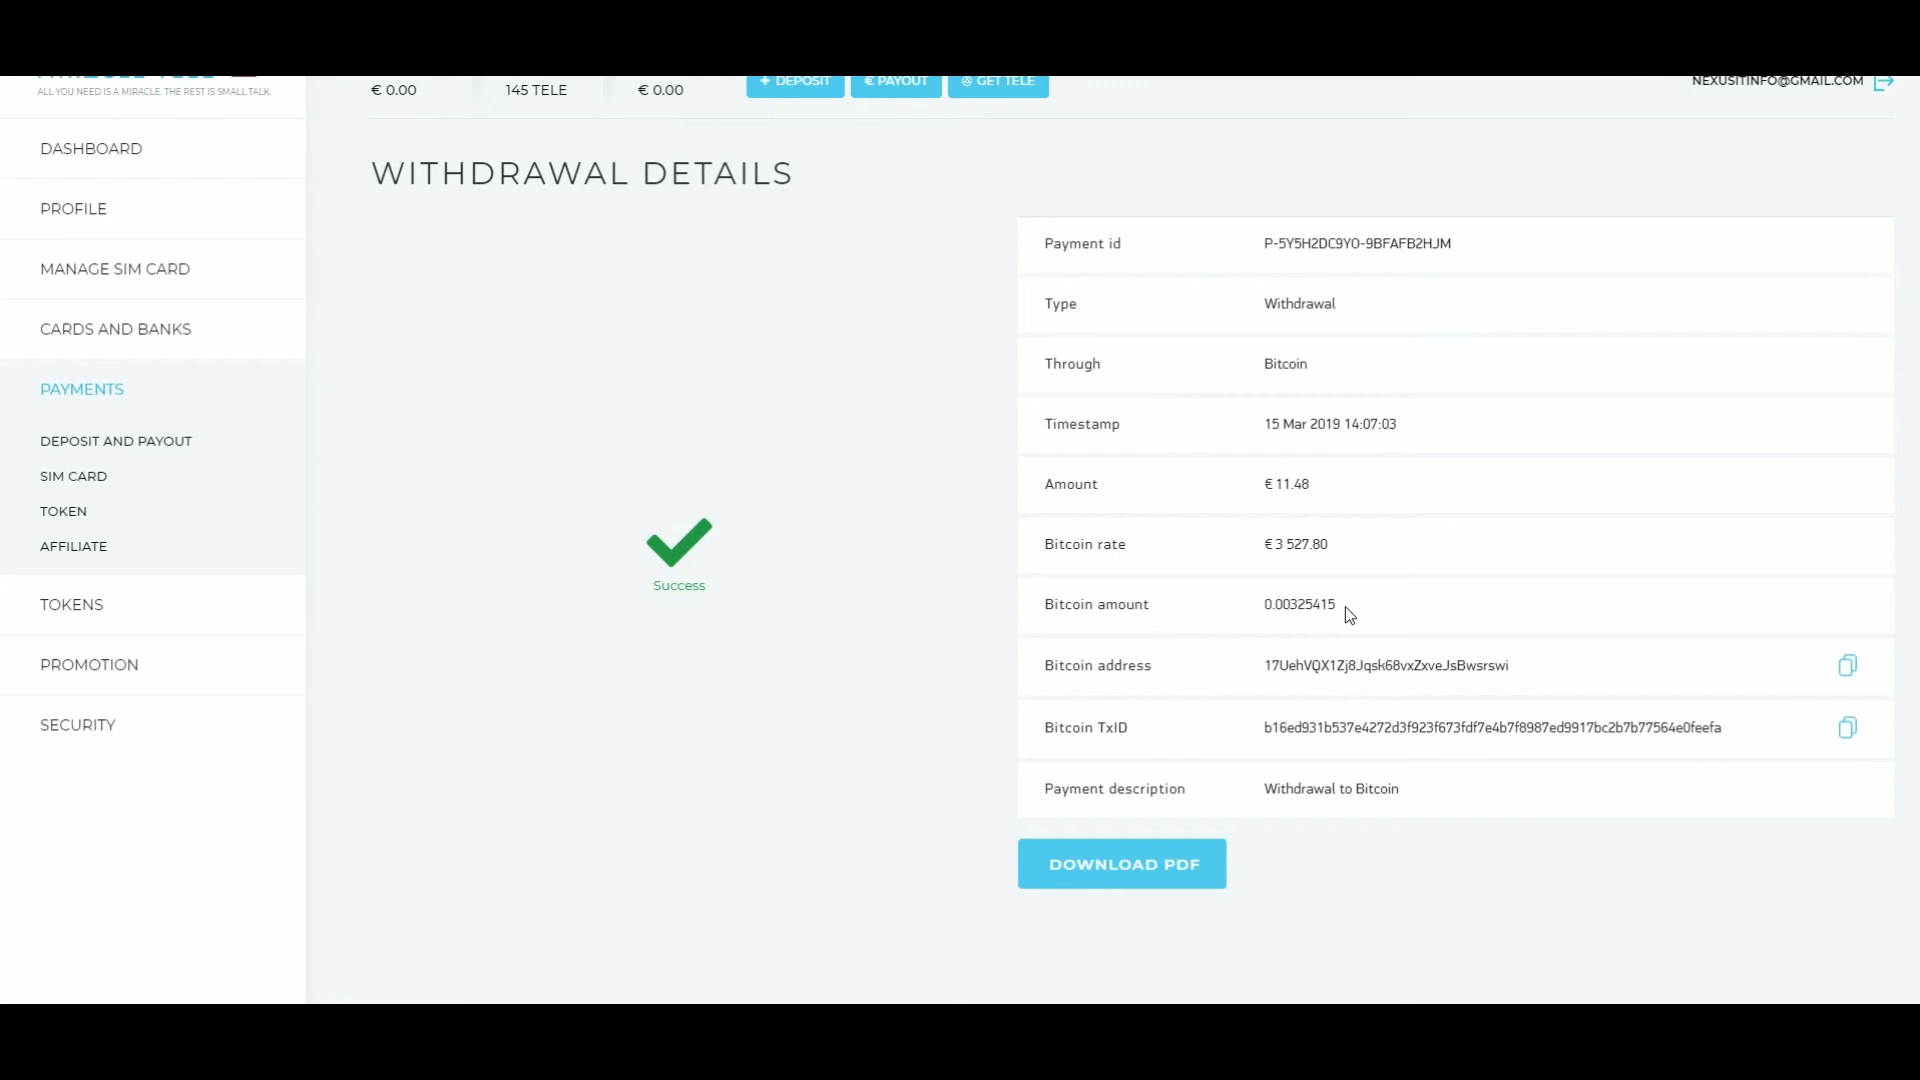 ALL YOU NEED IS A MIRACLE. THE REST IS SMALL TALK.
€ 0.00 145 TELE € 0.00 + DEPOSIT € PAYOUT GET TELE NEXUSITINFO@GMAIL.COM
DASHBOARD
PROFILE
MANAGE SIM CARD
CARDS AND BANKS
PAYMENTS
DEPOSIT AND PAYOUT
SIM CARD
TOKEN
AFFILIATE
TOKENS
PROMOTION
SECURITY
WITHDRAWAL DETAILS
Success
Payment id P-5Y5H2DC9YO-9BFAFB2HJM
Type Withdrawal
Through Bitcoin
Timestamp 15 Mar 2019 14:07:03
Amount € 11.48
Bitcoin rate € 3 527.80
Bitcoin amount 0.00325415
Bitcoin address 17UehVQX1Zj8Jqsk68vxZxveJsBwsrswi
Bitcoin TxID b16ed931b537e4272d3f923f673fdf7e4b7f8987ed9917bc2b7b77564e0feefa
Payment description Withdrawal to Bitcoin
DOWNLOAD PDF